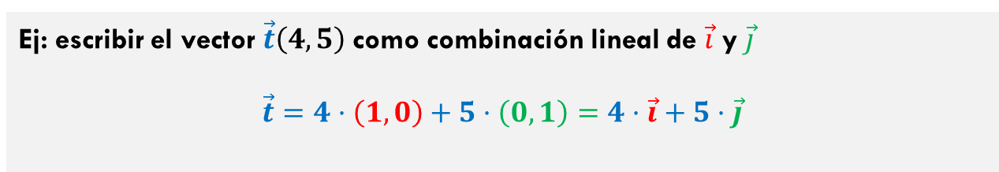 Ej: escribir el vector t⃗(4, 5) como combinación lineal de i⃗ y j⃗
t⃗ = 4 · (1, 0) + 5 · (0, 1) = 4 · i⃗ + 5 · j⃗